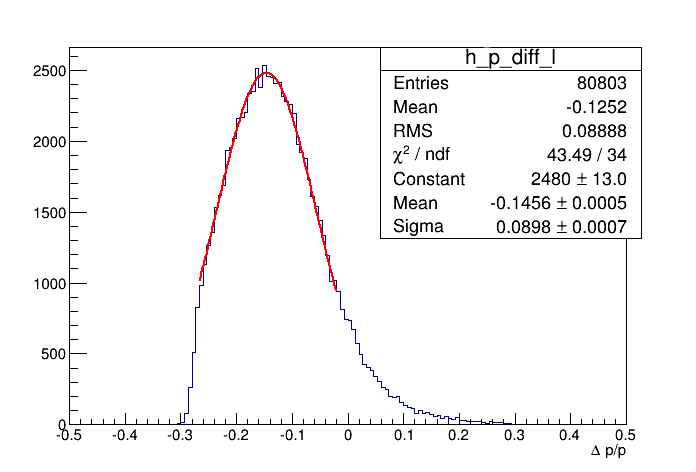 h_p_diff_l
Entries 80803
Mean -0.1252
RMS 0.08888
χ² / ndf 43.49 / 34
Constant 2480 ± 13.0
Mean -0.1456 ± 0.0005
Sigma 0.0898 ± 0.0007
2500
2000
1500
1000
500
0
-0.5 -0.4 -0.3 -0.2 -0.1 0 0.1 0.2 0.3 0.4 0.5
Δ p/p